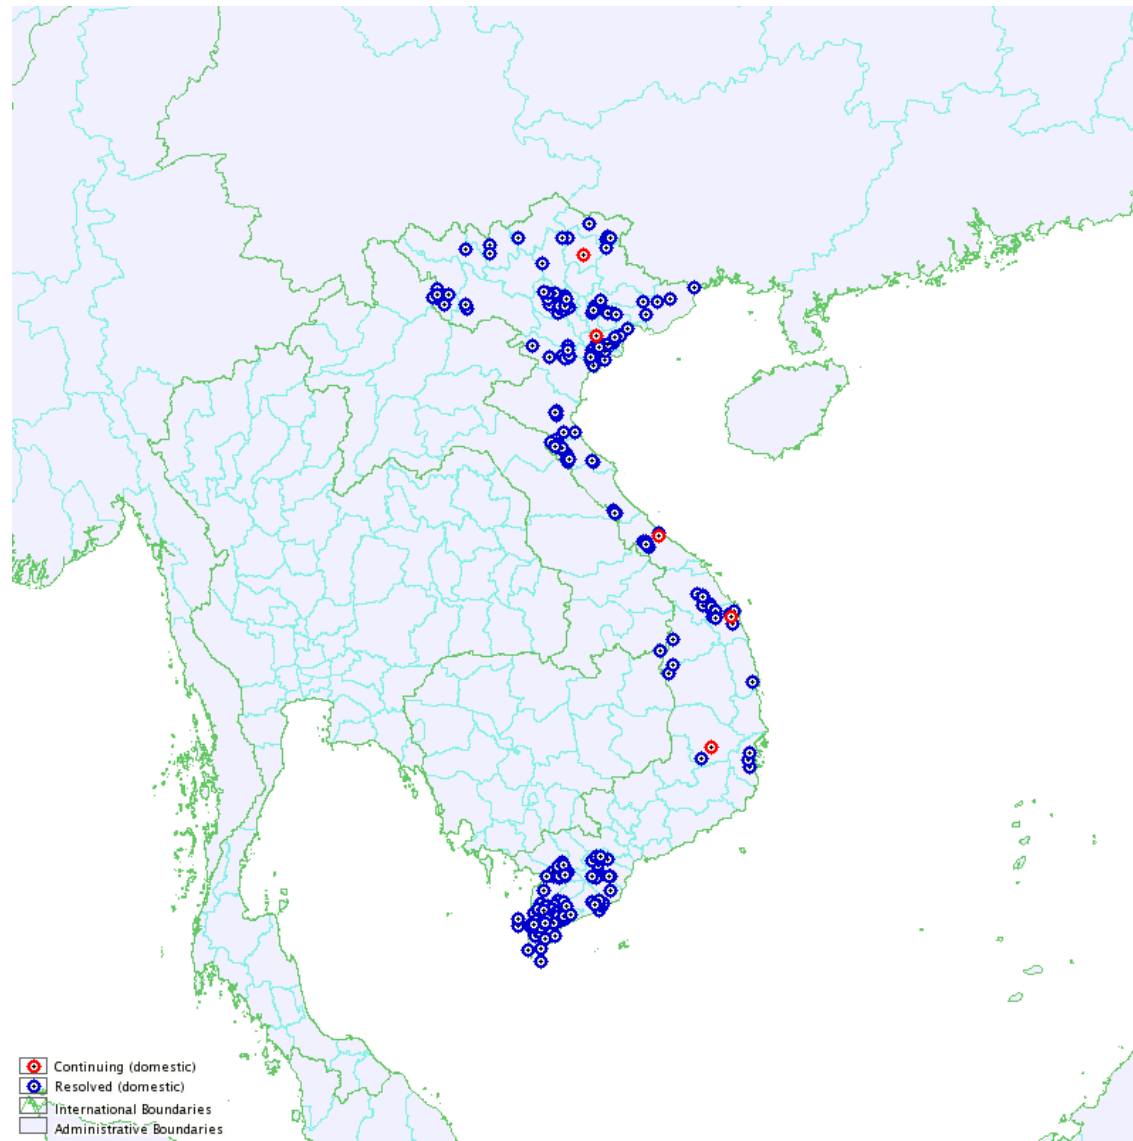 Continuing (domestic)
Resolved (domestic)
International Boundaries
Administrative Boundaries